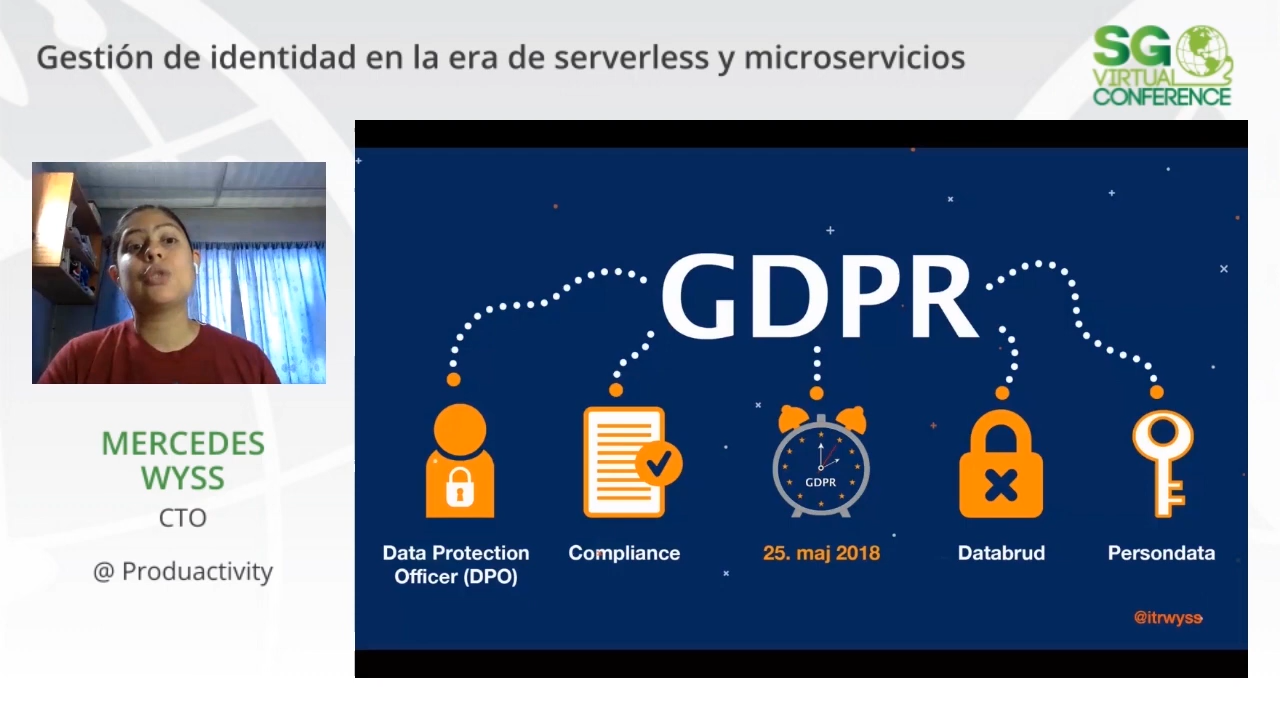 Gestión de identidad en la era de serverless y microservicios
SG
VIRTUAL
CONFERENCE
MERCEDES
WYSS
CTO
@ Produactivity
GDPR
GDPR
Data Protection
Officer (DPO)
Compliance
25. maj 2018
Databrud
Persondata
@itrwyss